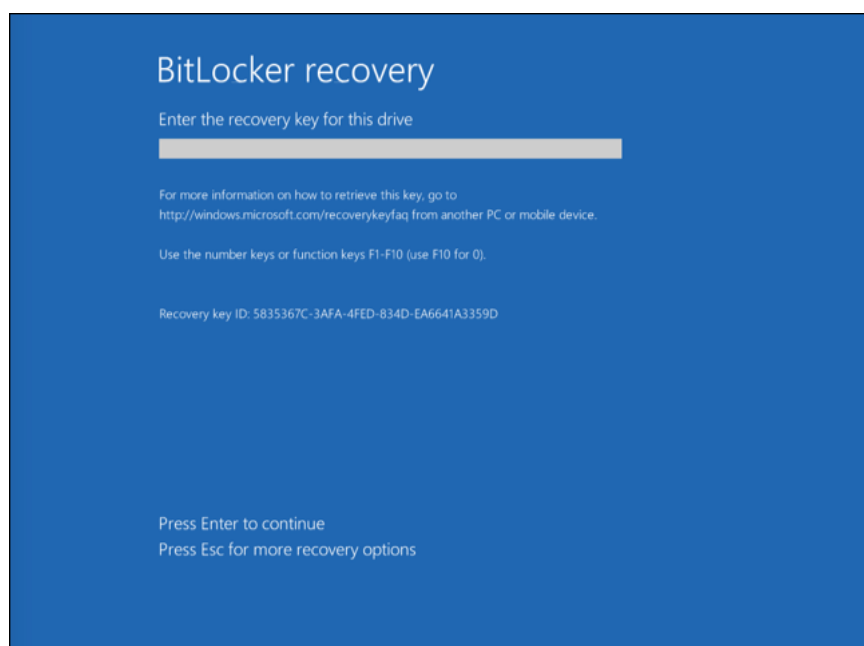 BitLocker recovery
Enter the recovery key for this drive
For more information on how to retrieve this key, go to
http://windows.microsoft.com/recoverykeyfaq from another PC or mobile device.
Use the number keys or function keys F1-F10 (use F10 for 0).
Recovery key ID: 5835367C-3AFA-4FED-834D-EA6641A3359D
Press Enter to continue
Press Esc for more recovery options